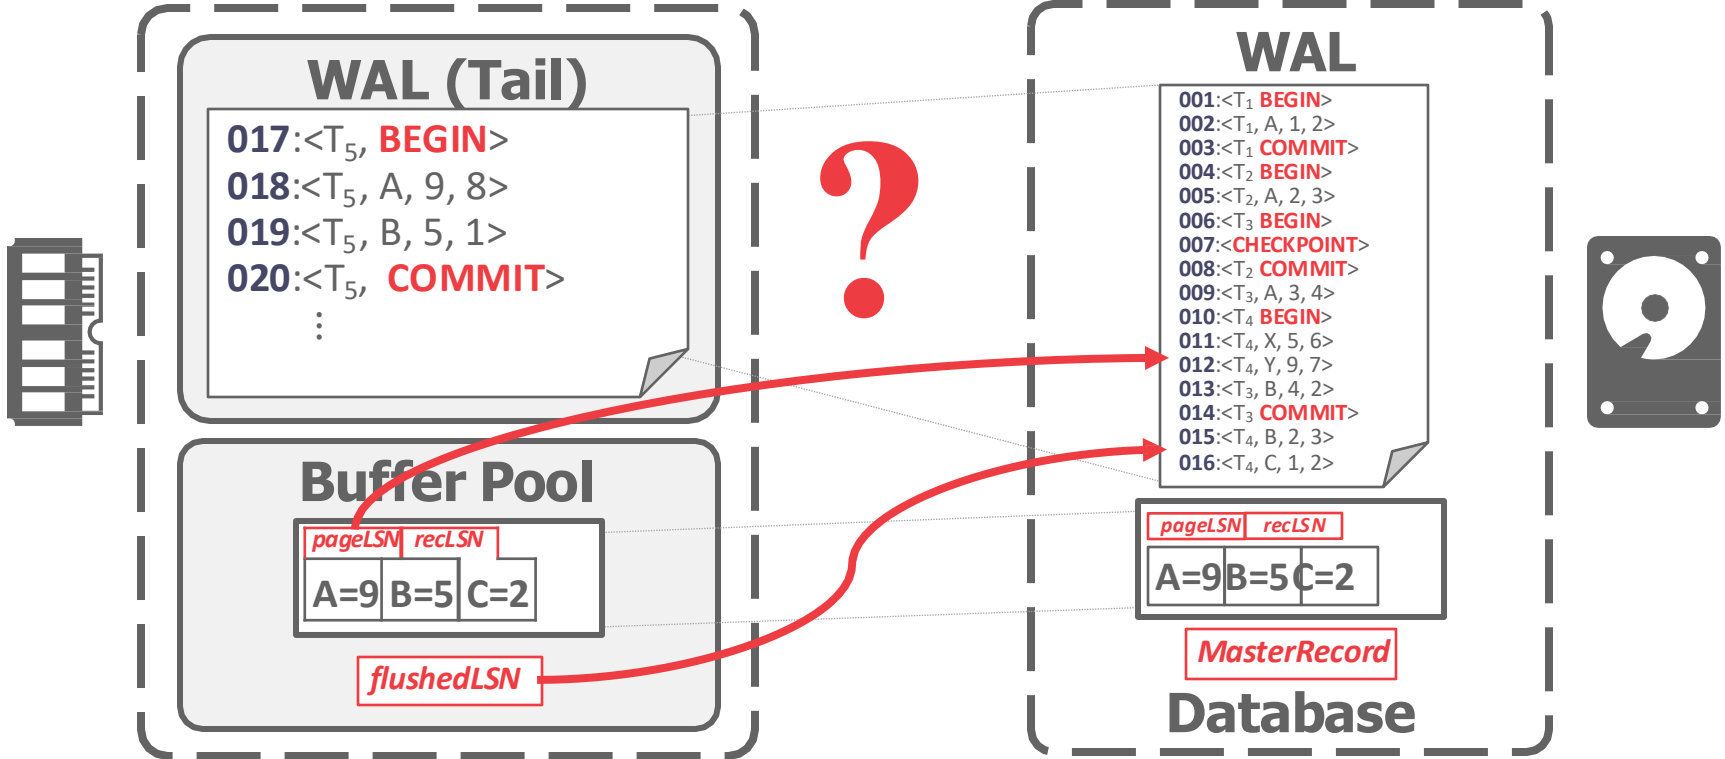 WAL (Tail)
017:<T5, BEGIN>
018:<T5, A, 9, 8>
019:<T5, B, 5, 1>
020:<T5, COMMIT>
⋮
Buffer Pool
pageLSN recLSN
A=9 B=5 C=2
flushedLSN
?
WAL
001:<T1 BEGIN>
002:<T1, A, 1, 2>
003:<T1 COMMIT>
004:<T2 BEGIN>
005:<T2, A, 2, 3>
006:<T3 BEGIN>
007:<CHECKPOINT>
008:<T2 COMMIT>
009:<T3, A, 3, 4>
010:<T4 BEGIN>
011:<T4, X, 5, 6>
012:<T4, Y, 9, 7>
013:<T3, B, 4, 2>
014:<T3 COMMIT>
015:<T4, B, 2, 3>
016:<T4, C, 1, 2>
pageLSN recLSN
A=9 B=5 C=2
MasterRecord
Database